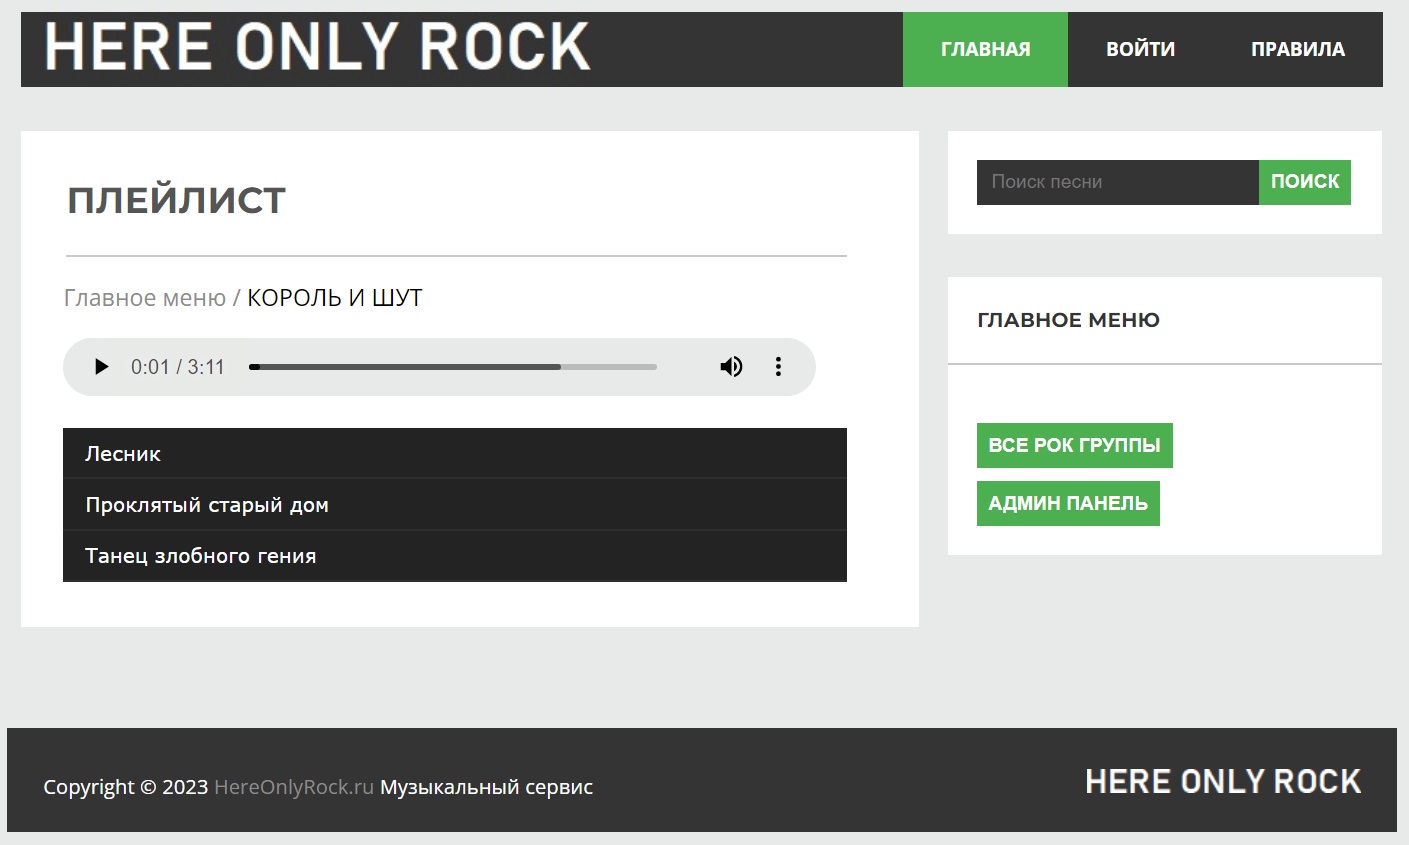 HERE ONLY ROCK
ГЛАВНАЯ
ВОЙТИ
ПРАВИЛА
ПЛЕЙЛИСТ
Главное меню / КОРОЛЬ И ШУТ
0:01 / 3:11
Лесник
Проклятый старый дом
Танец злобного гения
Поиск песни
ПОИСК
ГЛАВНОЕ МЕНЮ
ВСЕ РОК ГРУППЫ
АДМИН ПАНЕЛЬ
Copyright © 2023 HereOnlyRock.ru Музыкальный сервис
HERE ONLY ROCK